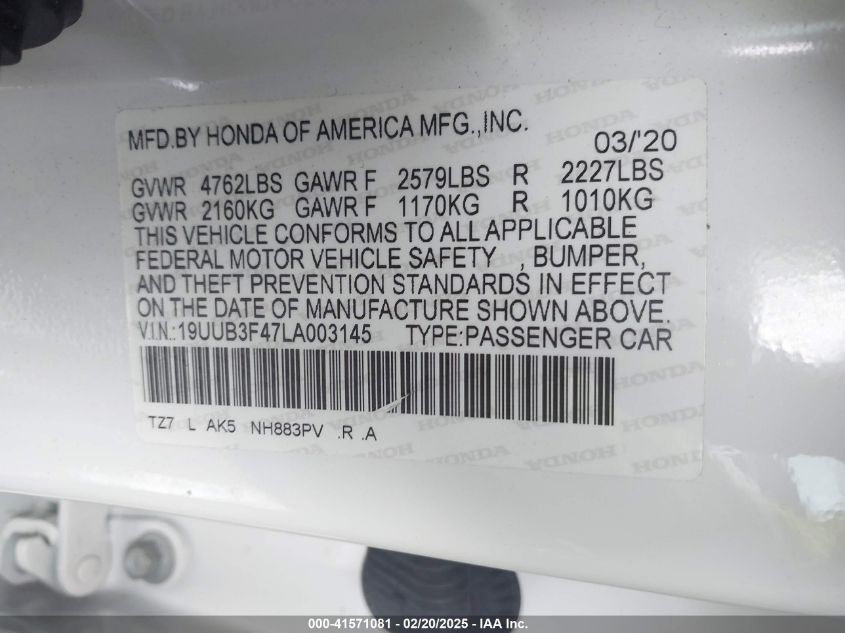 MFD.BY HONDA OF AMERICA MFG.,INC.
03/'20
GVWR 4762LBS GAWR F 2579LBS R 2227LBS
GVWR 2160KG GAWR F 1170KG R 1010KG
THIS VEHICLE CONFORMS TO ALL APPLICABLE
FEDERAL MOTOR VEHICLE SAFETY , BUMPER,
AND THEFT PREVENTION STANDARDS IN EFFECT
ON THE DATE OF MANUFACTURE SHOWN ABOVE.
V.I.N.:19UUB3F47LA003145 TYPE:PASSENGER CAR
TZ7 L AK5 NH883PV .R .A
000-41571081 - 02/20/2025 - IAA Inc.